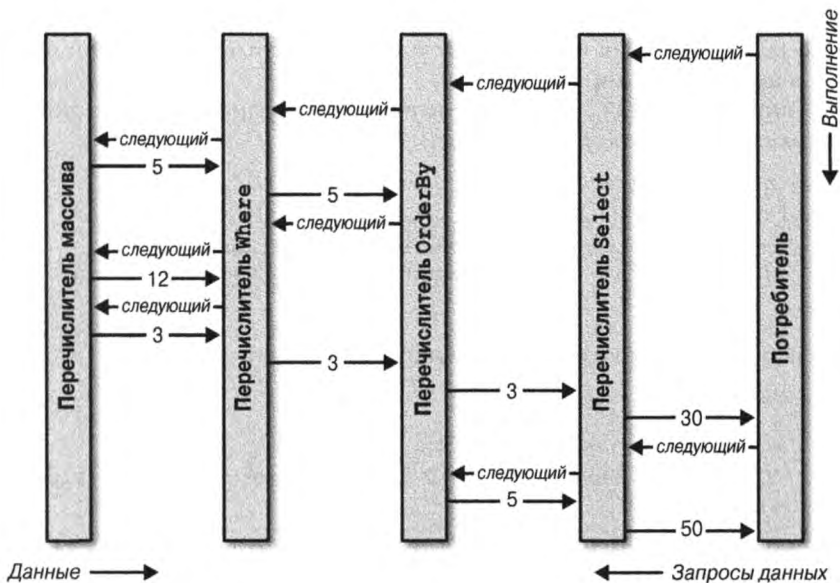 Выполнение
следующий
следующий
следующий
следующий
5
5
следующий
следующий
12
следующий
3
3
3
30
следующий
следующий
5
50
Перечислитель массива
Перечислитель Where
Перечислитель OrderBy
Перечислитель Select
Потребитель
Данные
Запросы данных